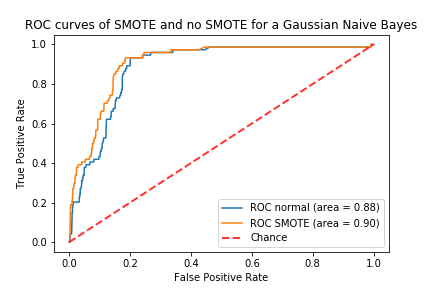 ROC curves of SMOTE and no SMOTE for a Gaussian Naive Bayes
True Positive Rate
1.0
0.8
0.6
0.4
0.2
0.0
ROC normal (area = 0.88)
ROC SMOTE (area = 0.90)
Chance
0.0 0.2 0.4 0.6 0.8 1.0
False Positive Rate